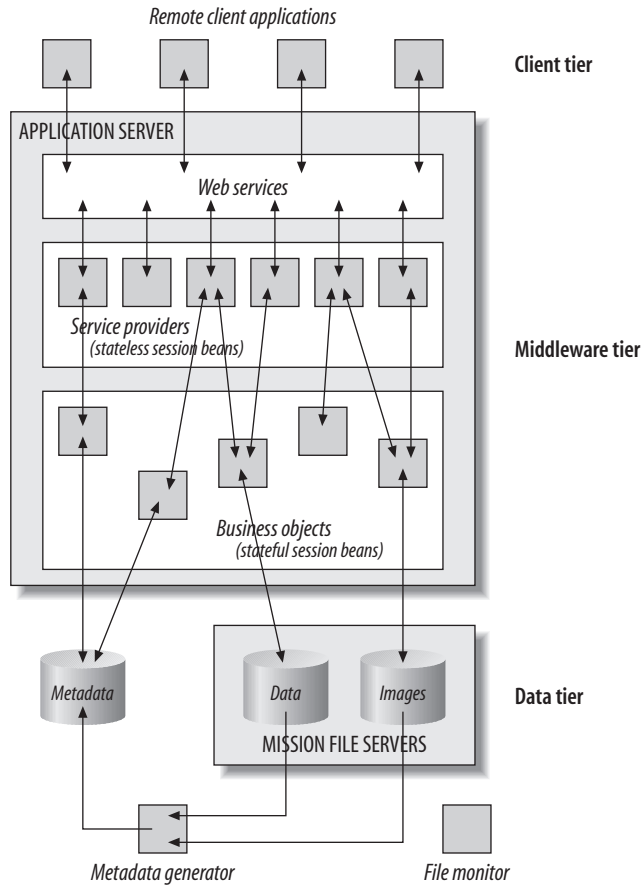 Remote client applications
Client tier
APPLICATION SERVER
Web services
Service providers
(stateless session beans)
Middleware tier
Business objects
(stateful session beans)
Metadata
Data
Images
Data tier
MISSION FILE SERVERS
Metadata generator
File monitor